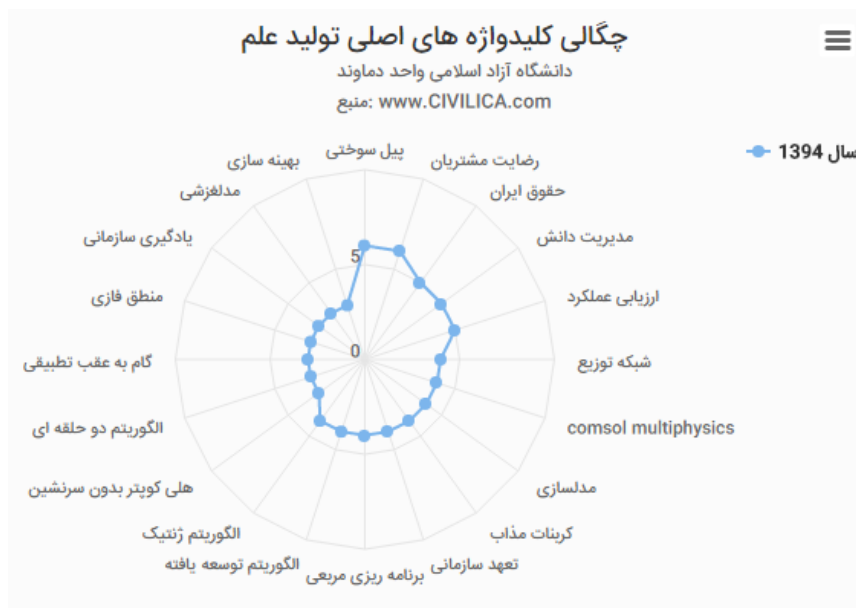 چگالی کلیدواژه های اصلی تولید علم
دانشگاه آزاد اسلامی واحد دماوند
منبع: www.CIVILICA.com
سال 1394
پیل سوختی
رضایت مشتریان
حقوق ایران
مدیریت دانش
ارزیابی عملکرد
شبکه توزیع
comsol multiphysics
مدلسازی
کربنات مذاب
تعهد سازمانی
برنامه ریزی مربعی
الگوریتم توسعه یافته
الگوریتم ژنتیک
هلی کوپتر بدون سرنشین
الگوریتم دو حلقه ای
گام به عقب تطبیقی
منطق فازی
یادگیری سازمانی
مدلغزشی
بهینه سازی
5
0